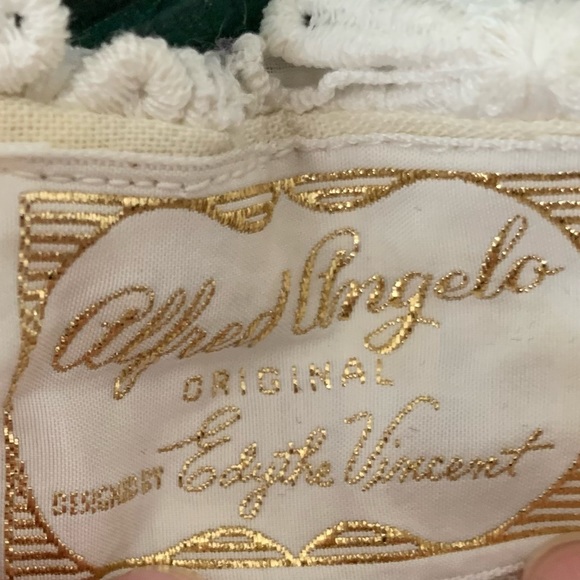 Alfred Angelo
ORIGINAL
DESIGNED BY Edythe Vincent